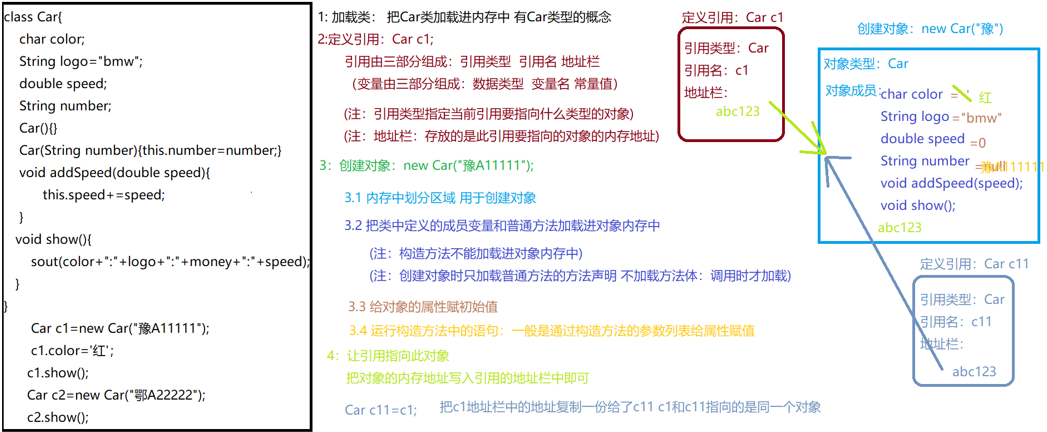 class Car{
char color;
String logo="bmw";
double speed;
String number;
Car(){}
Car(String number){this.number=number;}
void addSpeed(double speed){
this.speed+=speed;
}
void show(){
sout(color+":"+logo+":"+money+":"+speed);
}
}
Car c1=new Car("豫A11111");
c1.color='红';
c1.show();
Car c2=new Car("鄂A22222");
c2.show();
1: 加载类： 把Car类加载进内存中 有Car类型的概念
2:定义引用：Car c1;
引用由三部分组成：引用类型 引用名 地址栏
(变量由三部分组成：数据类型 变量名 常量值)
(注：引用类型指定当前引用要指向什么类型的对象)
(注：地址栏：存放的是此引用要指向的对象的内存地址)
3：创建对象：new Car("豫A11111");
3.1 内存中划分区域 用于创建对象
3.2 把类中定义的成员变量和普通方法加载进对象内存中
(注：构造方法不能加载进对象内存中)
(注：创建对象时只加载普通方法的方法声明 不加载方法体：调用时才加载)
3.3 给对象的属性赋初始值
3.4 运行构造方法中的语句：一般是通过构造方法的参数列表给属性赋值
4：让引用指向此对象
把对象的内存地址写入引用的地址栏中即可
Car c11=c1;
把c1地址栏中的地址复制一份给了c11 c1和c11指向的是同一个对象
定义引用：Car c1
引用类型：Car
引用名：c1
地址栏：
abc123
创建对象：new Car("豫")
对象类型：Car
对象成员：
char color = ' 红
String logo ="bmw"
double speed =0
String number =null 豫A11111
void addSpeed(speed);
void show();
abc123
定义引用：Car c11
引用类型：Car
引用名：c11
地址栏：
abc123